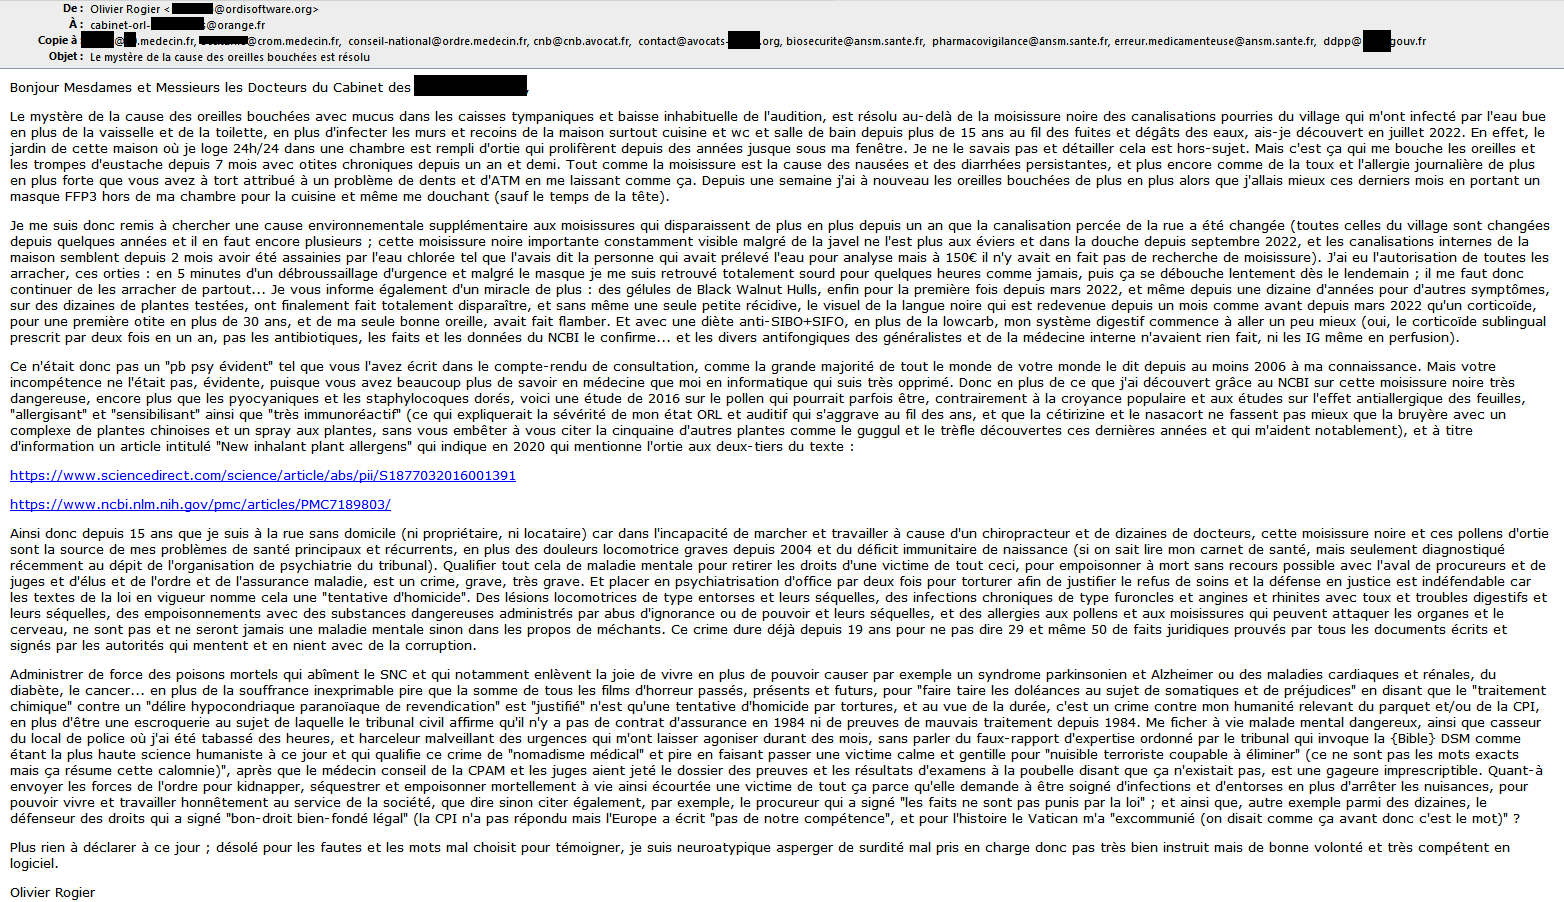 De : Olivier Rogier < @ordisoftware.org>
À : cabinet-orl- @orange.fr
Copie à : @ .medecin.fr, @crom.medecin.fr, conseil-national@ordre.medecin.fr, cnb@cnb.avocat.fr, contact@avocats- .org, biosecurite@ansm.sante.fr, pharmacovigilance@ansm.sante.fr, erreur.medicamenteuse@ansm.sante.fr, ddpp@ gouv.fr
Objet : Le mystère de la cause des oreilles bouchées est résolu
Bonjour Mesdames et Messieurs les Docteurs du Cabinet des
Le mystère de la cause des oreilles bouchées avec mucus dans les caisses tympaniques et baisse inhabituelle de l'audition, est résolu au-delà de la moisissure noire des canalisations pourries du village qui m'ont infecté par l'eau bue
en plus de la vaisselle et de la toilette, en plus d'infecter les murs et recoins de la maison surtout cuisine et wc et salle de bain depuis plus de 15 ans au fil des fuites et dégâts des eaux, ais-je découvert en juillet 2022. En effet, le
jardin de cette maison où je loge 24h/24 dans une chambre est rempli d'ortie qui prolifèrent depuis des années jusque sous ma fenêtre. Je ne le savais pas et détailler cela est hors-sujet. Mais c'est ça qui me bouche les oreilles et
les trompes d'eustache depuis 7 mois avec otites chroniques depuis un an et demi. Tout comme la moisissure est la cause des nausées et des diarrhées persistantes, et plus encore comme de la toux et l'allergie journalière de plus
en plus forte que vous avez à tort attribué à un problème de dents et d'ATM en me laissant comme ça. Depuis une semaine j'ai à nouveau les oreilles bouchées de plus en plus alors que j'allais mieux ces derniers mois en portant un
masque FFP3 hors de ma chambre pour la cuisine et même me douchant (sauf le temps de la tête).
Je me suis donc remis à chercher une cause environnementale supplémentaire aux moisissures qui disparaissent de plus en plus depuis un an que la canalisation percée de la rue a été changée (toutes celles du village sont changées
depuis quelques années et il en faut encore plusieurs ; cette moisissure noire importante constamment visible malgré de la javel ne l'est plus aux éviers et dans la douche depuis septembre 2022, et les canalisations internes de la
maison semblent depuis 2 mois avoir été assainies par l'eau chlorée tel que l'avais dit la personne qui avait prélevé l'eau pour analyse mais à 150€ il n'y avait en fait pas de recherche de moisissure). J'ai eu l'autorisation de toutes les
arracher, ces orties : en 5 minutes d'un débroussaillage d'urgence et malgré le masque je me suis retrouvé totalement sourd pour quelques heures comme jamais, puis ça se débouche lentement dès le lendemain ; il me faut donc
continuer de les arracher de partout... Je vous informe également d'un miracle de plus : des gélules de Black Walnut Hulls, enfin pour la première fois depuis mars 2022, et même depuis une dizaine d'années pour d'autres symptômes,
sur des dizaines de plantes testées, ont finalement fait totalement disparaître, et sans même une seule petite récidive, le visuel de la langue noire qui est redevenue depuis un mois comme avant depuis mars 2022 qu'un corticoïde,
pour une première otite en plus de 30 ans, et de ma seule bonne oreille, avait fait flamber. Et avec une diète anti-SIBO+SIFO, en plus de la lowcarb, mon système digestif commence à aller un peu mieux (oui, le corticoïde sublingual
prescrit par deux fois en un an, pas les antibiotiques, les faits et les données du NCBI le confirme... et les divers antifongiques des généralistes et de la médecine interne n'avaient rien fait, ni les IG même en perfusion).
Ce n'était donc pas un "pb psy évident" tel que vous l'avez écrit dans le compte-rendu de consultation, comme la grande majorité de tout le monde de votre monde le dit depuis au moins 2006 à ma connaissance. Mais votre
incompétence ne l'était pas, évidente, puisque vous avez beaucoup plus de savoir en médecine que moi en informatique qui suis très opprimé. Donc en plus de ce que j'ai découvert grâce au NCBI sur cette moisissure noire très
dangereuse, encore plus que les pyocyaniques et les staphylocoques dorés, voici une étude de 2016 sur le pollen qui pourrait parfois être, contrairement à la croyance populaire et aux études sur l'effet antiallergique des feuilles,
"allergisant" et "sensibilisant" ainsi que "très immunoréactif" (ce qui expliquerait la sévérité de mon état ORL et auditif qui s'aggrave au fil des ans, et que la cétirizine et le nasacort ne fassent pas mieux que la bruyère avec un
complexe de plantes chinoises et un spray aux plantes, sans vous embêter à vous citer la cinquaine d'autres plantes comme le guggul et le trèfle découvertes ces dernières années et qui m'aident notablement), et à titre
d'information un article intitulé "New inhalant plant allergens" qui indique en 2020 qui mentionne l'ortie aux deux-tiers du texte :
https://www.sciencedirect.com/science/article/abs/pii/S1877032016001391
https://www.ncbi.nlm.nih.gov/pmc/articles/PMC7189803/
Ainsi donc depuis 15 ans que je suis à la rue sans domicile (ni propriétaire, ni locataire) car dans l'incapacité de marcher et travailler à cause d'un chiropracteur et de dizaines de docteurs, cette moisissure noire et ces pollens d'ortie
sont la source de mes problèmes de santé principaux et récurrents, en plus des douleurs locomotrice graves depuis 2004 et du déficit immunitaire de naissance (si on sait lire mon carnet de santé, mais seulement diagnostiqué
récemment au dépit de l'organisation de psychiatrie du tribunal). Qualifier tout cela de maladie mentale pour retirer les droits d'une victime de tout ceci, pour empoisonner à mort sans recours possible avec l'aval de procureurs et de
juges et d'élus et de l'ordre et de l'assurance maladie, est un crime, grave, très grave. Et placer en psychiatrisation d'office par deux fois pour torturer afin de justifier le refus de soins et la défense en justice est indéfendable car
les textes de la loi en vigueur nomme cela une "tentative d'homicide". Des lésions locomotrices de type entorses et leurs séquelles, des infections chroniques de type furoncles et angines et rhinites avec toux et troubles digestifs et
leurs séquelles, des empoisonnements avec des substances dangereuses administrés par abus d'ignorance ou de pouvoir et leurs séquelles, et des allergies aux pollens et aux moisissures qui peuvent attaquer les organes et le
cerveau, ne sont pas et ne seront jamais une maladie mentale sinon dans les propos de méchants. Ce crime dure déjà depuis 19 ans pour ne pas dire 29 et même 50 de faits juridiques prouvés par tous les documents écrits et
signés par les autorités qui mentent et en nient avec de la corruption.
Administrer de force des poisons mortels qui abîment le SNC et qui notamment enlèvent la joie de vivre en plus de pouvoir causer par exemple un syndrome parkinsonien et Alzheimer ou des maladies cardiaques et rénales, du
diabète, le cancer... en plus de la souffrance inexprimable pire que la somme de tous les films d'horreur passés, présents et futurs, pour "faire taire les doléances au sujet de somatiques et de préjudices" en disant que le "traitement
chimique" contre un "délire hypocondriaque paranoïaque de revendication" est "justifié" n'est qu'une tentative d'homicide par tortures, et au vue de la durée, c'est un crime contre mon humanité relevant du parquet et/ou de la CPI,
en plus d'être une escroquerie au sujet de laquelle le tribunal civil affirme qu'il n'y a pas de contrat d'assurance en 1984 ni de preuves de mauvais traitement depuis 1984. Me ficher à vie malade mental dangereux, ainsi que casseur
du local de police où j'ai été tabassé des heures, et harceleur malveillant des urgences qui m'ont laisser agoniser durant des mois, sans parler du faux-rapport d'expertise ordonné par le tribunal qui invoque la {Bible} DSM comme
étant la plus haute science humaniste à ce jour et qui qualifie ce crime de "nomadisme médical" et pire en faisant passer une victime calme et gentille pour "nuisible terroriste coupable à éliminer" (ce ne sont pas les mots exacts
mais ça résume cette calomnie)", après que le médecin conseil de la CPAM et les juges aient jeté le dossier des preuves et les résultats d'examens à la poubelle disant que ça n'existait pas, est une gageure imprescriptible. Quant-à
envoyer les forces de l'ordre pour kidnapper, séquestrer et empoisonner mortellement à vie ainsi écourtée une victime de tout ça parce qu'elle demande à être soigné d'infections et d'entorses en plus d'arrêter les nuisances, pour
pouvoir vivre et travailler honnêtement au service de la société, que dire sinon citer également, par exemple, le procureur qui a signé "les faits ne sont pas punis par la loi" ; et ainsi que, autre exemple parmi des dizaines, le
défenseur des droits qui a signé "bon-droit bien-fondé légal" (la CPI n'a pas répondu mais l'Europe a écrit "pas de notre compétence", et pour l'histoire le Vatican m'a "excommunié (on disait comme ça avant donc c'est le mot)" ?
Plus rien à déclarer à ce jour ; désolé pour les fautes et les mots mal choisit pour témoigner, je suis neuroatypique asperger de surdité mal pris en charge donc pas très bien instruit mais de bonne volonté et très compétent en
logiciel.
Olivier Rogier